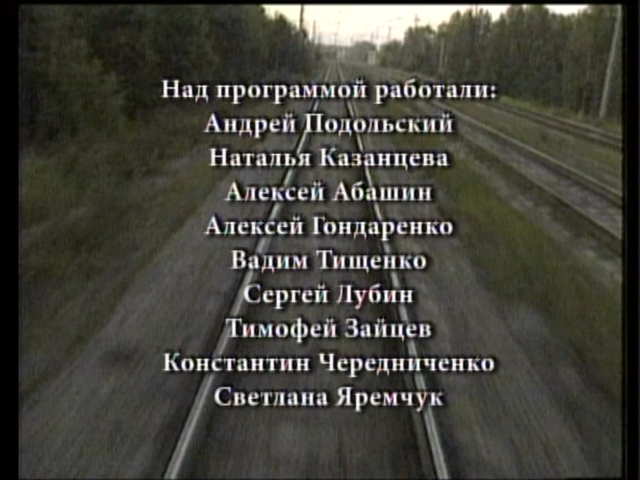 Над программой работали:
Андрей Подольский
Наталья Казанцева
Алексей Абашин
Алексей Гондаренко
Вадим Тищенко
Сергей Лубин
Тимофей Зайцев
Константин Чередниченко
Светлана Яремчук